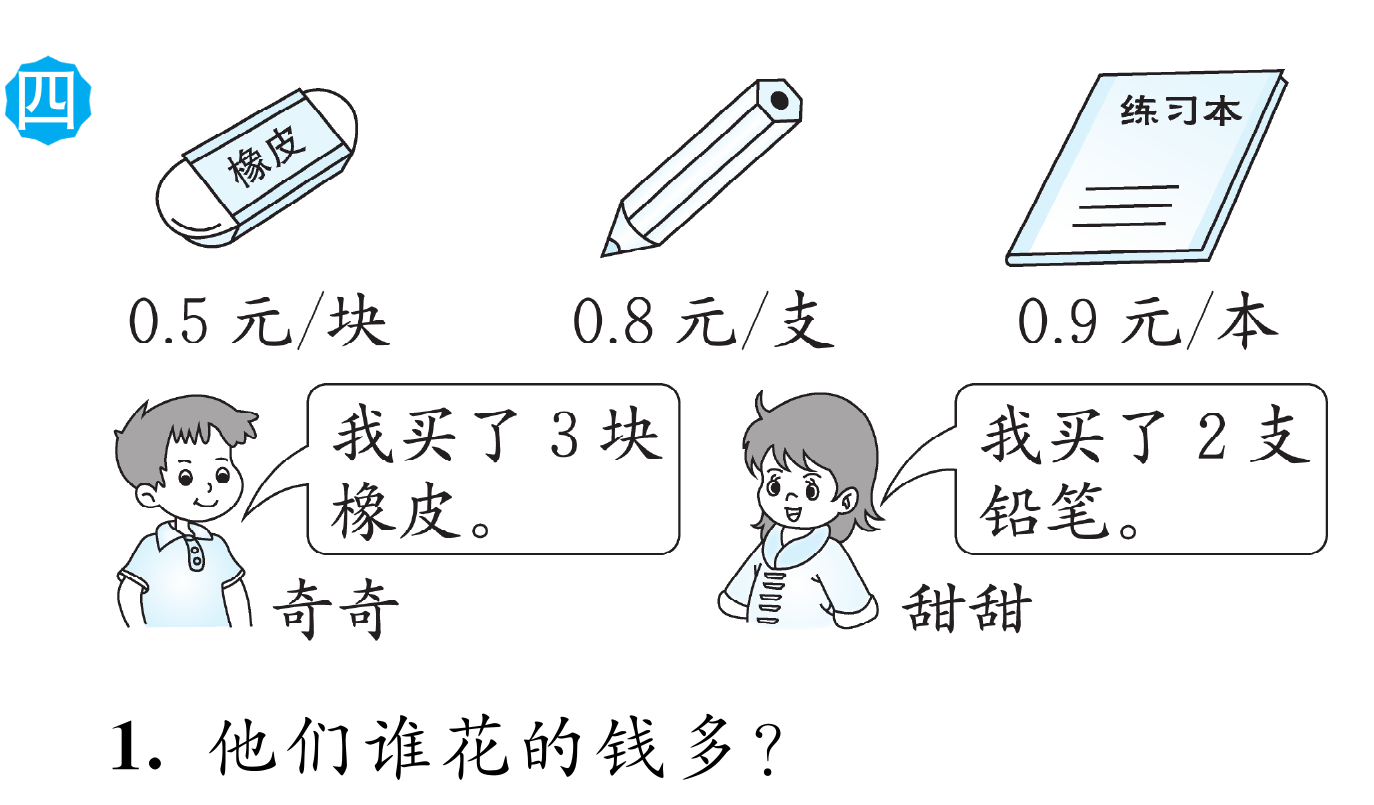 四
橡皮
练习本
0.5 元/块
0.8 元/支
0.9 元/本
我买了 3 块
橡皮。
奇奇
我买了 2 支
铅笔。
甜甜
1. 他们谁花的钱多?